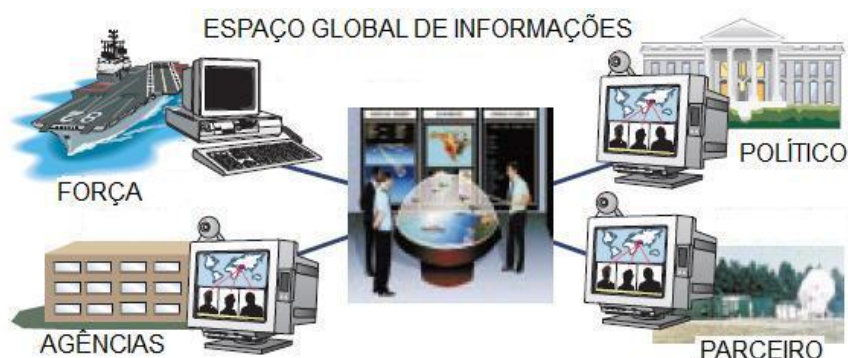 ESPAÇO GLOBAL DE INFORMAÇÕES
FORÇA
POLÍTICO
AGÊNCIAS
PARCEIRO